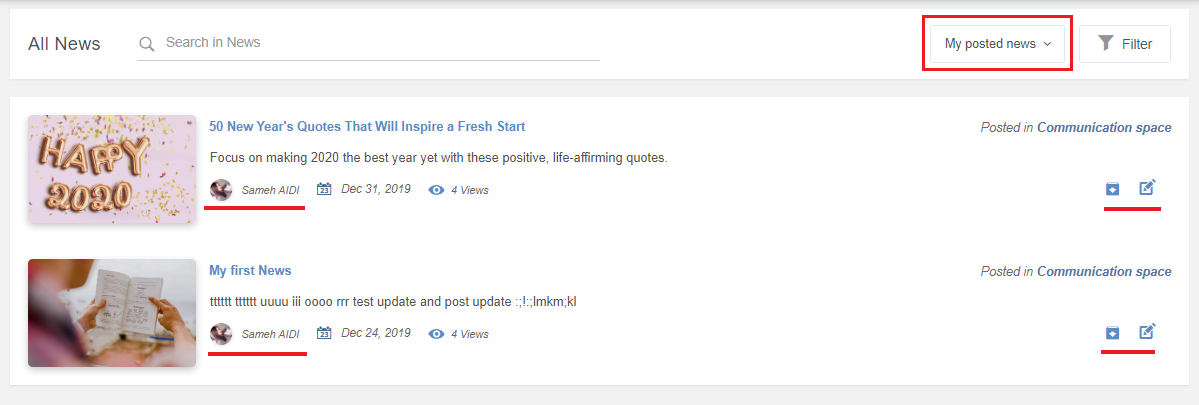 All News
Search in News
My posted news
Filter
HAPPY
2020
50 New Year's Quotes That Will Inspire a Fresh Start
Posted in Communication space
Focus on making 2020 the best year yet with these positive, life-affirming quotes.
Sameh AIDI
23
Dec 31, 2019
4 Views
My first News
Posted in Communication space
tttttt tttttt uuuu iii oooo rrr test update and post update :;!:;lmkm;kl
Sameh AIDI
23
Dec 24, 2019
4 Views